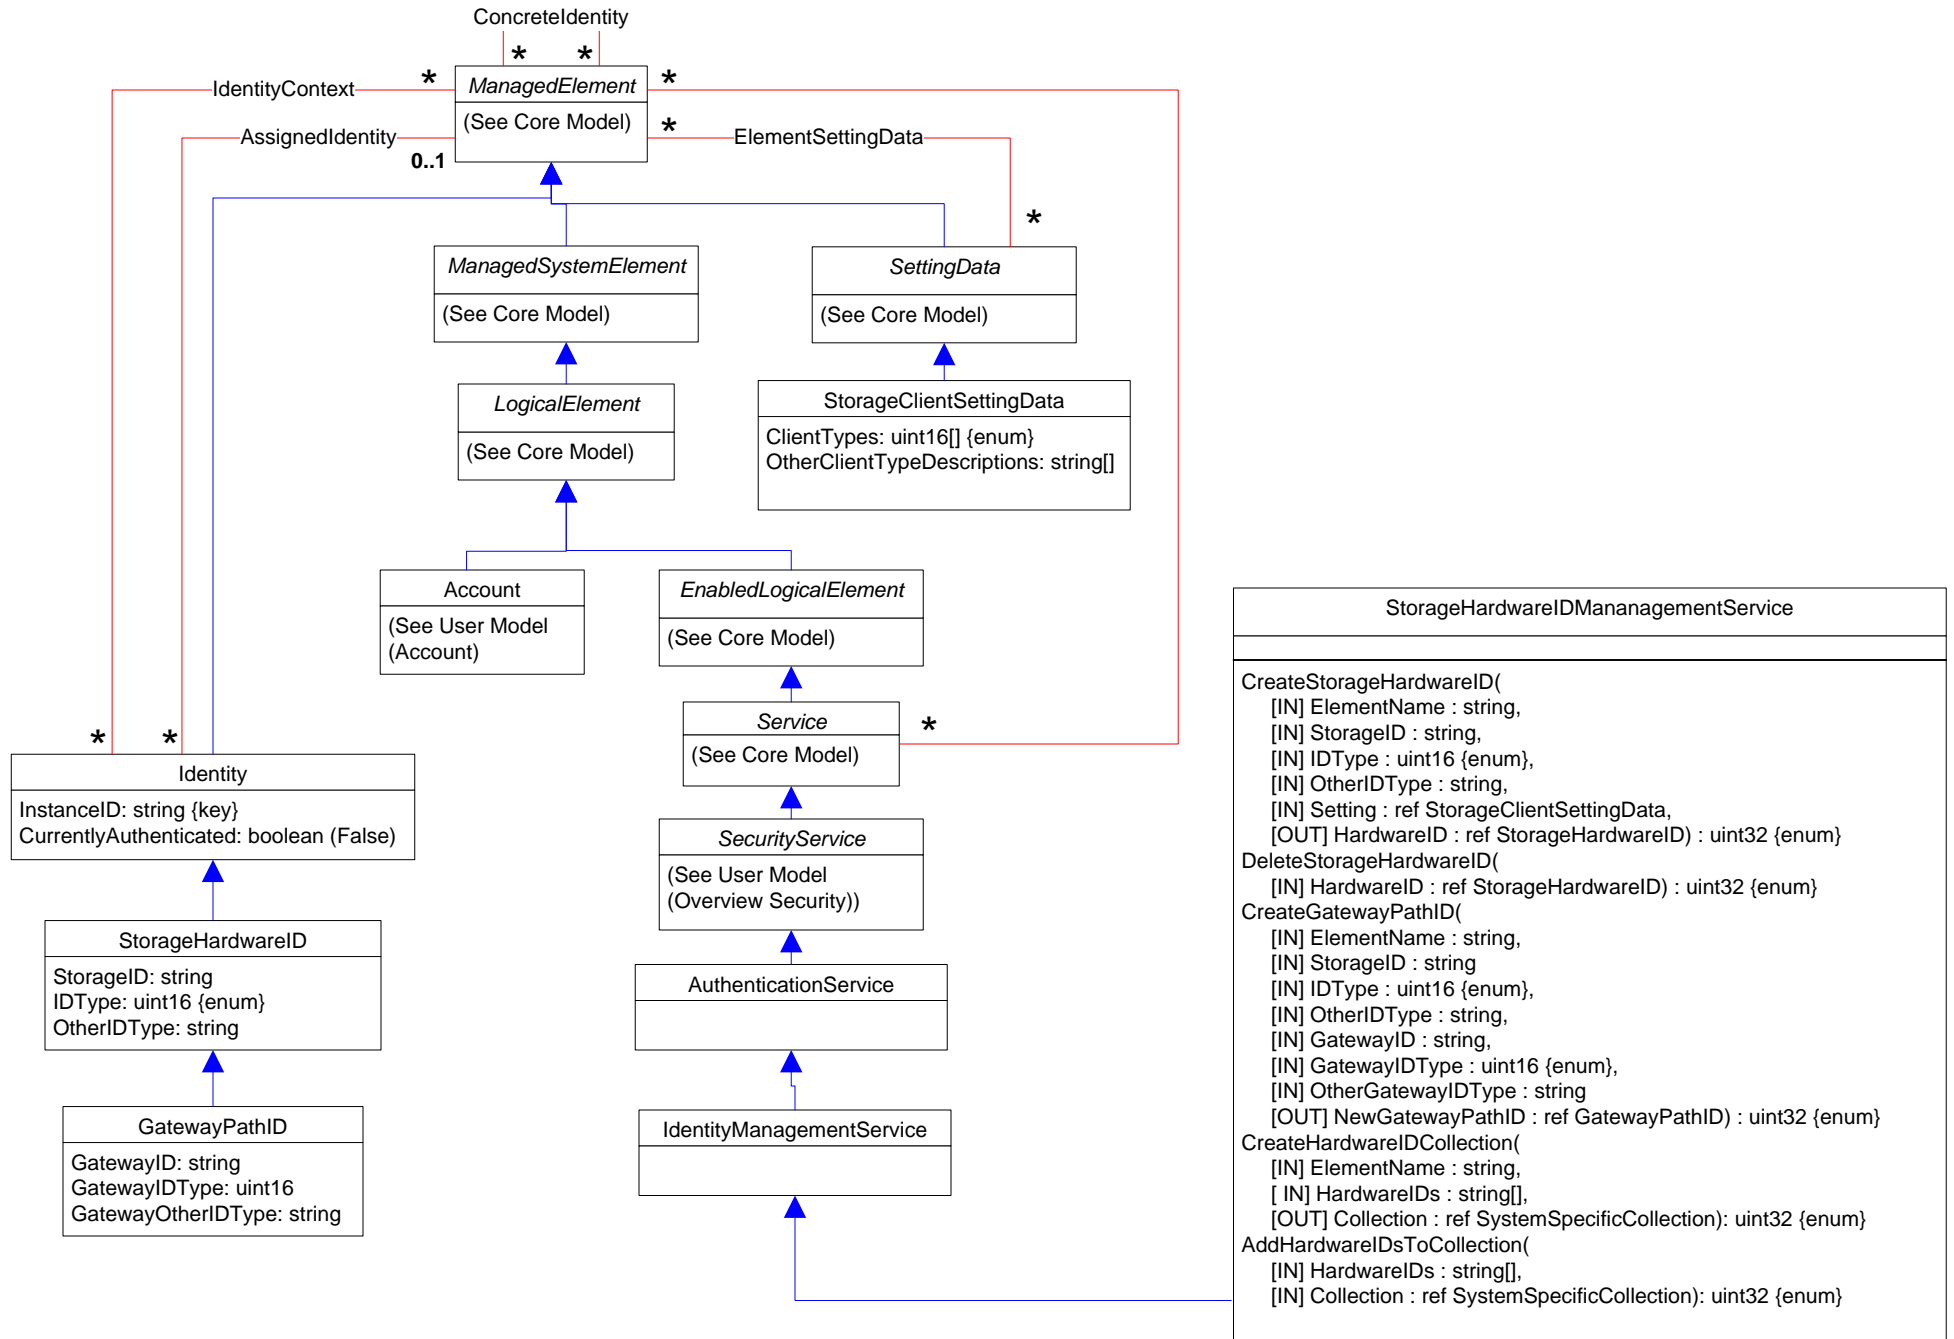 ConcreteIdentity
*
*
IdentityContext
*
ManagedElement
*
(See Core Model)
AssignedIdentity
0..1
*
ElementSettingData
*
ManagedSystemElement
(See Core Model)
SettingData
(See Core Model)
LogicalElement
(See Core Model)
StorageClientSettingData
ClientTypes: uint16[] {enum}
OtherClientTypeDescriptions: string[]
Account
(See User Model
(Account)
EnabledLogicalElement
(See Core Model)
Service
(See Core Model)
*
*
*
Identity
InstanceID: string {key}
CurrentlyAuthenticated: boolean (False)
SecurityService
(See User Model
(Overview Security))
StorageHardwareID
StorageID: string
IDType: uint16 {enum}
OtherIDType: string
AuthenticationService
GatewayPathID
GatewayID: string
GatewayIDType: uint16
GatewayOtherIDType: string
IdentityManagementService
StorageHardwareIDMananagementService
CreateStorageHardwareID(
[IN] ElementName : string,
[IN] StorageID : string,
[IN] IDType : uint16 {enum},
[IN] OtherIDType : string,
[IN] Setting : ref StorageClientSettingData,
[OUT] HardwareID : ref StorageHardwareID) : uint32 {enum}
DeleteStorageHardwareID(
[IN] HardwareID : ref StorageHardwareID) : uint32 {enum}
CreateGatewayPathID(
[IN] ElementName : string,
[IN] StorageID : string
[IN] IDType : uint16 {enum},
[IN] OtherIDType : string,
[IN] GatewayID : string,
[IN] GatewayIDType : uint16 {enum},
[IN] OtherGatewayIDType : string
[OUT] NewGatewayPathID : ref GatewayPathID) : uint32 {enum}
CreateHardwareIDCollection(
[IN] ElementName : string,
[ IN] HardwareIDs : string[],
[OUT] Collection : ref SystemSpecificCollection): uint32 {enum}
AddHardwareIDsToCollection(
[IN] HardwareIDs : string[],
[IN] Collection : ref SystemSpecificCollection): uint32 {enum}